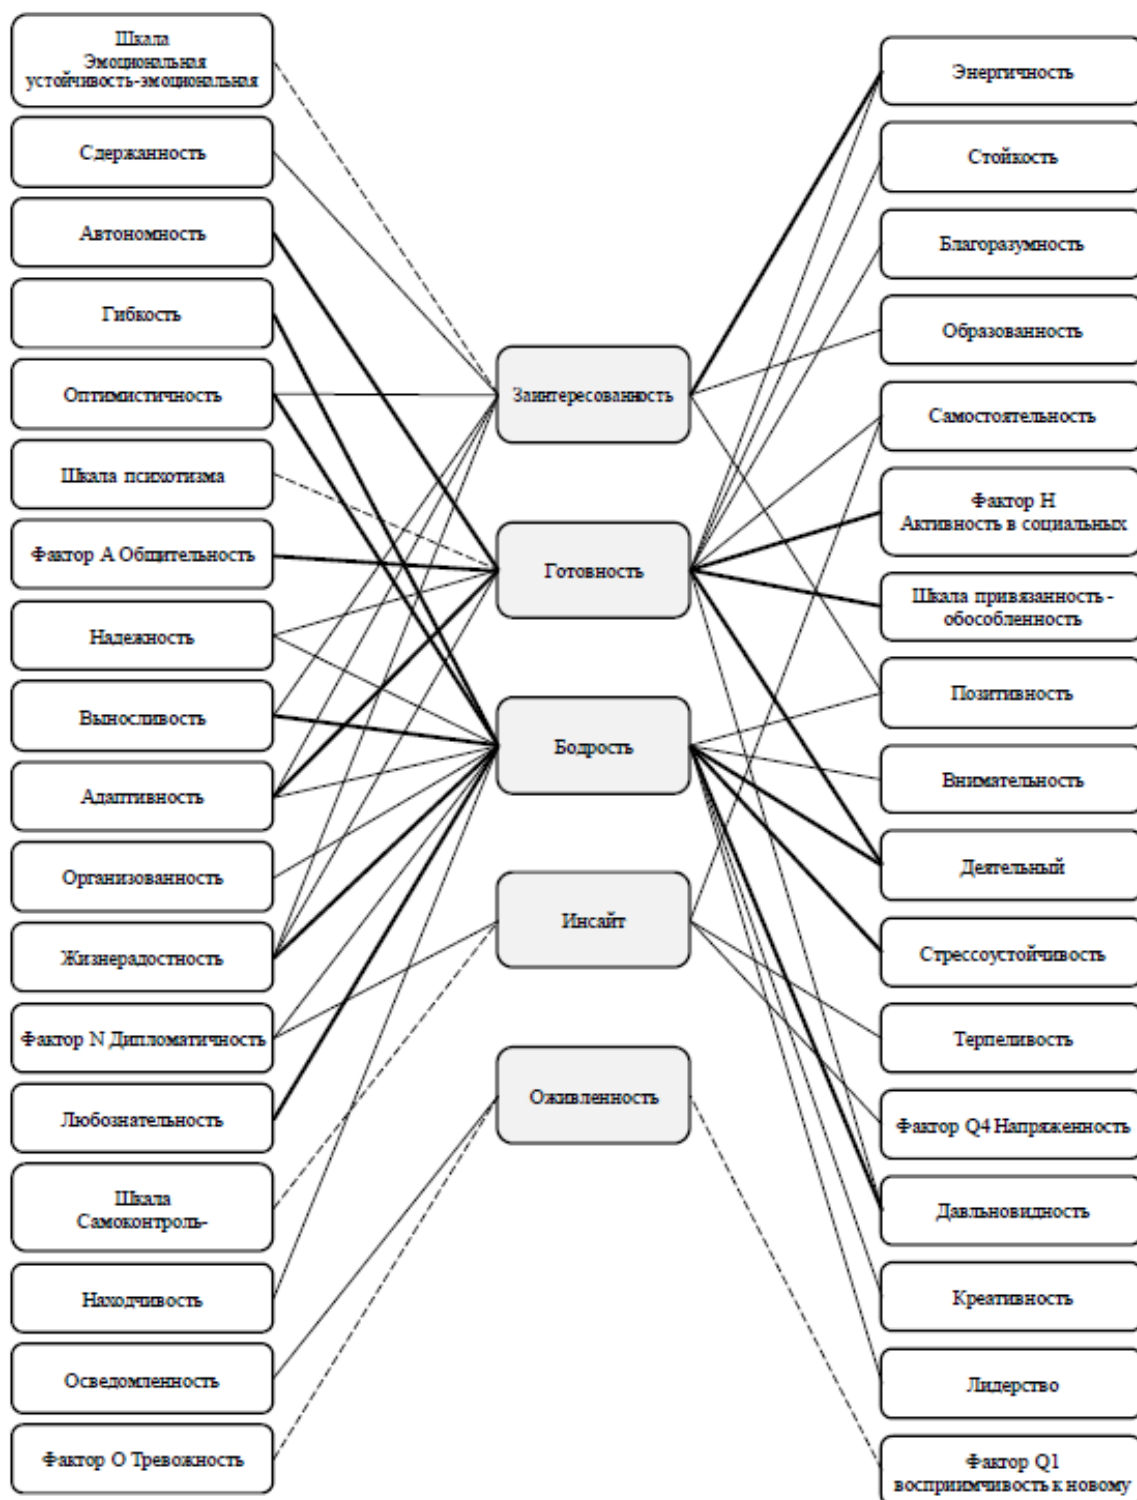 Шкала
Эмоциональная
устойчивость-эмоциональная
Сдержанность
Автономность
Гибкость
Оптимистичность
Шкала психотизма
Фактор А Общительность
Надежность
Выносливость
Адаптивность
Организованность
Жизнерадостность
Фактор N Дипломатичность
Любознательность
Шкала
Самоконтроль-
Находчивость
Осведомленность
Фактор О Тревожность
Заинтересованность
Готовность
Бодрость
Инсайт
Оживленность
Энергичность
Стойкость
Благоразумность
Образованность
Самостоятельность
Фактор Н
Активность в социальных
Шкала привязанность -
обособленность
Позитивность
Внимательность
Деятельный
Стрессоустойчивость
Терпеливость
Фактор Q4 Напряженность
Давльновидность
Креативность
Лидерство
Фактор Q1
восприимчивость к новому